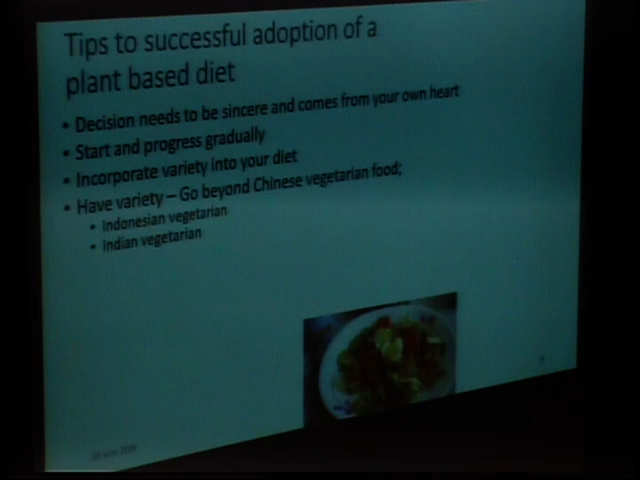 Tips to successful adoption of a
plant based diet
• Decision needs to be sincere and comes from your own heart
• Start and progress gradually
• Incorporate variety into your diet
• Have variety – Go beyond Chinese vegetarian food;
• Indonesian vegetarian
• Indian vegetarian